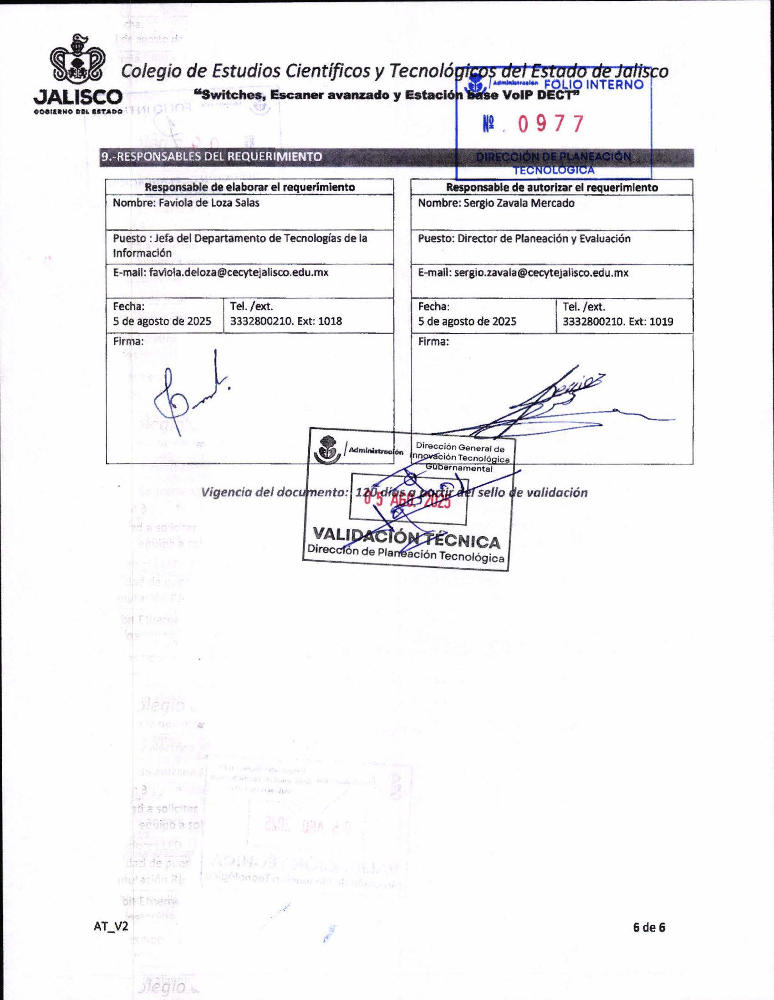 JALISCO
GOBIERNO DEL ESTADO
Colegio de Estudios Científicos y Tecnológicos del Estado de Jalisco
“Switches, Escaner avanzado y Estación base VoIP DECT”
Administración FOLIO INTERNO
Nº. 0977
DIRECCIÓN DE PLANEACIÓN
TECNOLÓGICA
9.-RESPONSABLES DEL REQUERIMIENTO
Responsable de elaborar el requerimiento
Nombre: Faviola de Loza Salas
Puesto : Jefa del Departamento de Tecnologías de la
Información
E-mail: faviola.deloza@cecytejalisco.edu.mx
Fecha: Tel. /ext.
5 de agosto de 2025 3332800210. Ext: 1018
Firma:
Responsable de autorizar el requerimiento
Nombre: Sergio Zavala Mercado
Puesto: Director de Planeación y Evaluación
E-mail: sergio.zavala@cecytejalisco.edu.mx
Fecha: Tel. /ext.
5 de agosto de 2025 3332800210. Ext: 1019
Firma:
Administración
Dirección General de
Innovación Tecnológica
Gubernamental
Vigencia del documento: 120 días a partir del sello de validación
05 AGO. 2025
VALIDACIÓN TÉCNICA
Dirección de Planeación Tecnológica
AT_V2
6 de 6